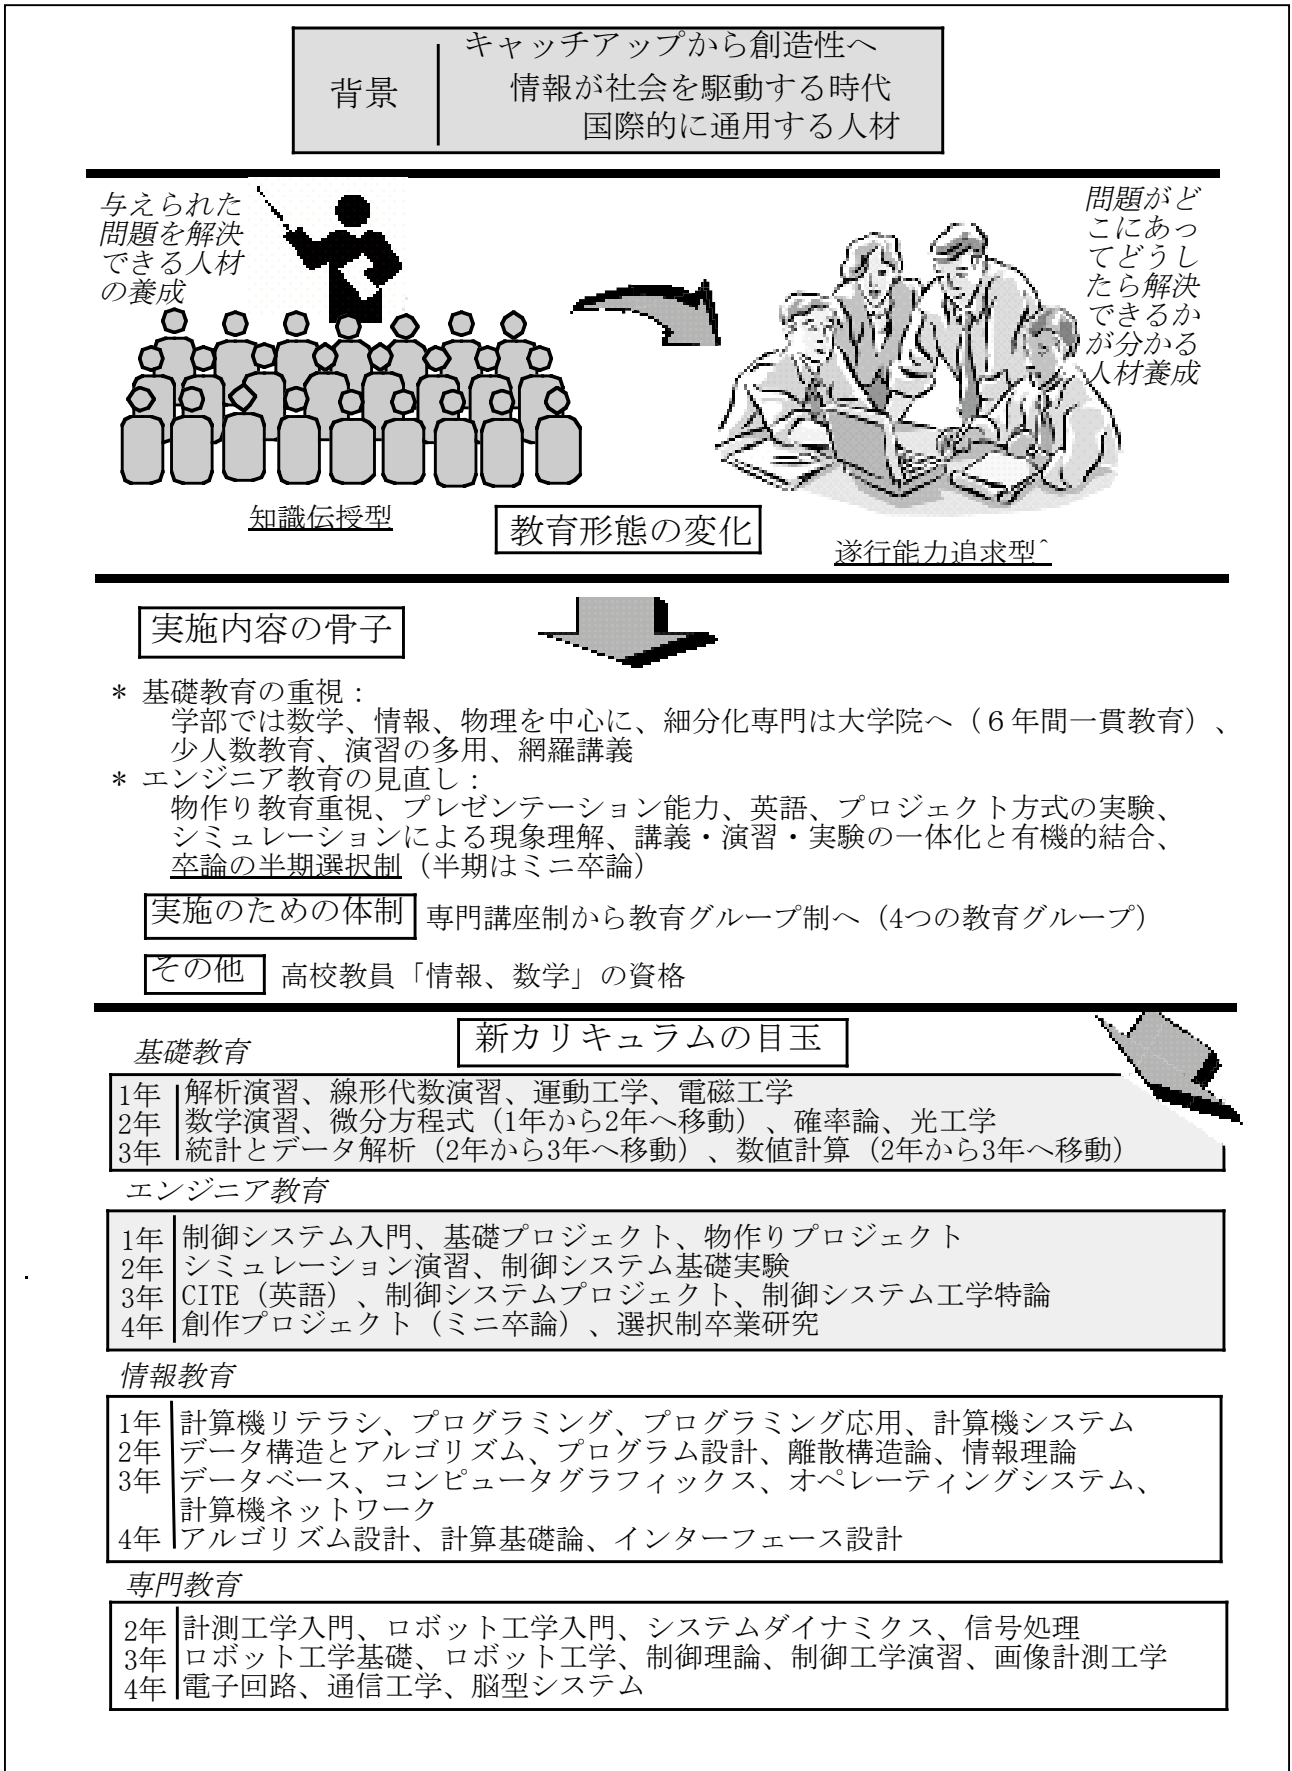 背景
キャッチアップから創造性へ
情報が社会を駆動する時代
国際的に通用する人材
与えられた
問題を解決
できる人材
の養成
問題がど
こにあっ
てどうし
たら解決
できるか
が分かる
人材養成
知識伝授型
教育形態の変化
遂行能力追求型^
実施内容の骨子
* 基礎教育の重視：
学部では数学、情報、物理を中心に、細分化専門は大学院へ（６年間一貫教育）、
少人数教育、演習の多用、網羅講義
* エンジニア教育の見直し：
物作り教育重視、プレゼンテーション能力、英語、プロジェクト方式の実験、
シミュレーションによる現象理解、講義・演習・実験の一体化と有機的結合、
卒論の半期選択制（半期はミニ卒論）
実施のための体制 専門講座制から教育グループ制へ（4つの教育グループ）
その他 高校教員「情報、数学」の資格
新カリキュラムの目玉
基礎教育
1年 解析演習、線形代数演習、運動工学、電磁工学
2年 数学演習、微分方程式（1年から2年へ移動）、確率論、光工学
3年 統計とデータ解析（2年から3年へ移動）、数値計算（2年から3年へ移動）
エンジニア教育
1年 制御システム入門、基礎プロジェクト、物作りプロジェクト
2年 シミュレーション演習、制御システム基礎実験
3年 CITE（英語）、制御システムプロジェクト、制御システム工学特論
4年 創作プロジェクト（ミニ卒論）、選択制卒業研究
情報教育
1年 計算機リテラシ、プログラミング、プログラミング応用、計算機システム
2年 データ構造とアルゴリズム、プログラム設計、離散構造論、情報理論
3年 データベース、コンピュータグラフィックス、オペレーティングシステム、
計算機ネットワーク
4年 アルゴリズム設計、計算基礎論、インターフェース設計
専門教育
2年 計測工学入門、ロボット工学入門、システムダイナミクス、信号処理
3年 ロボット工学基礎、ロボット工学、制御理論、制御工学演習、画像計測工学
4年 電子回路、通信工学、脳型システム